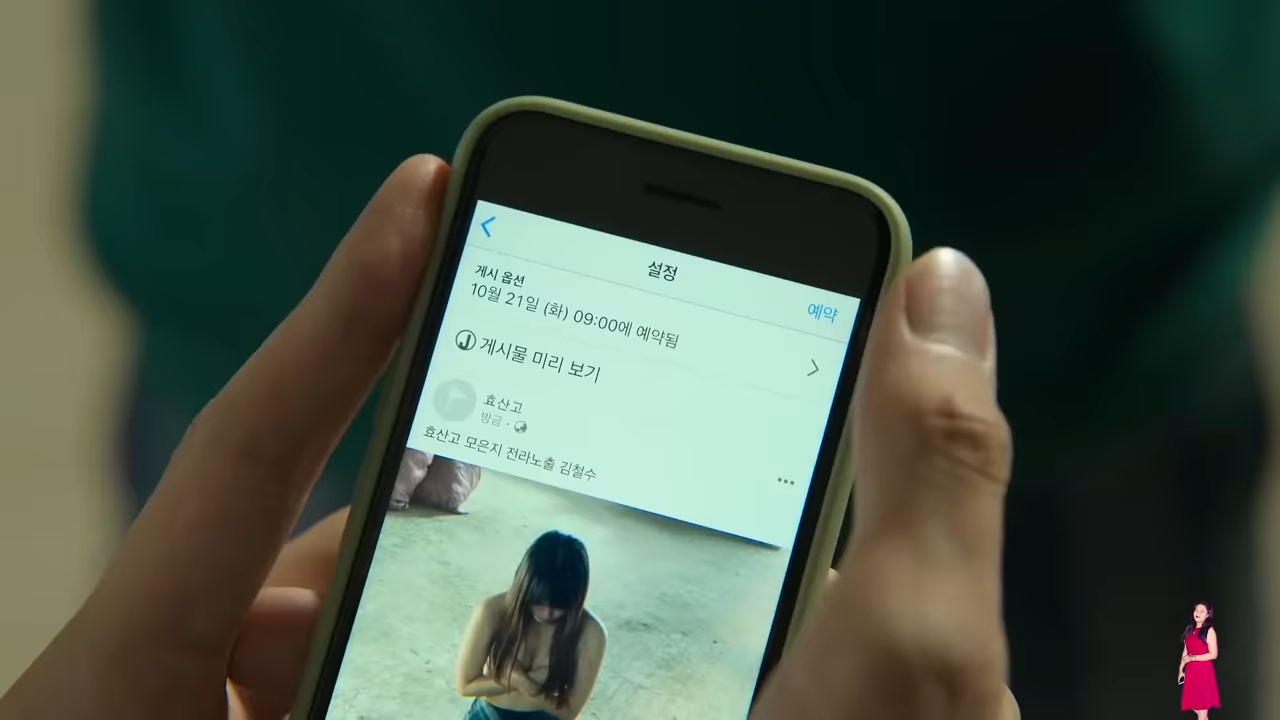 설정
예약
게시 옵션
10월 21일 (화) 09:00에 예약됨
게시물 미리 보기
효산고
방금 ·
효산고 모은지 전라노출 김철수